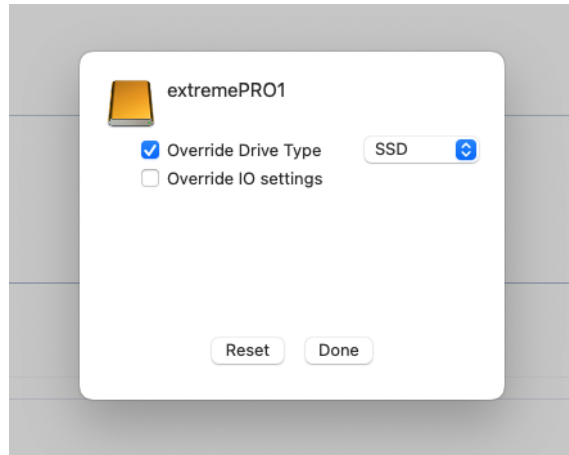 extremePRO1
Override Drive Type SSD
Override IO settings
Reset Done